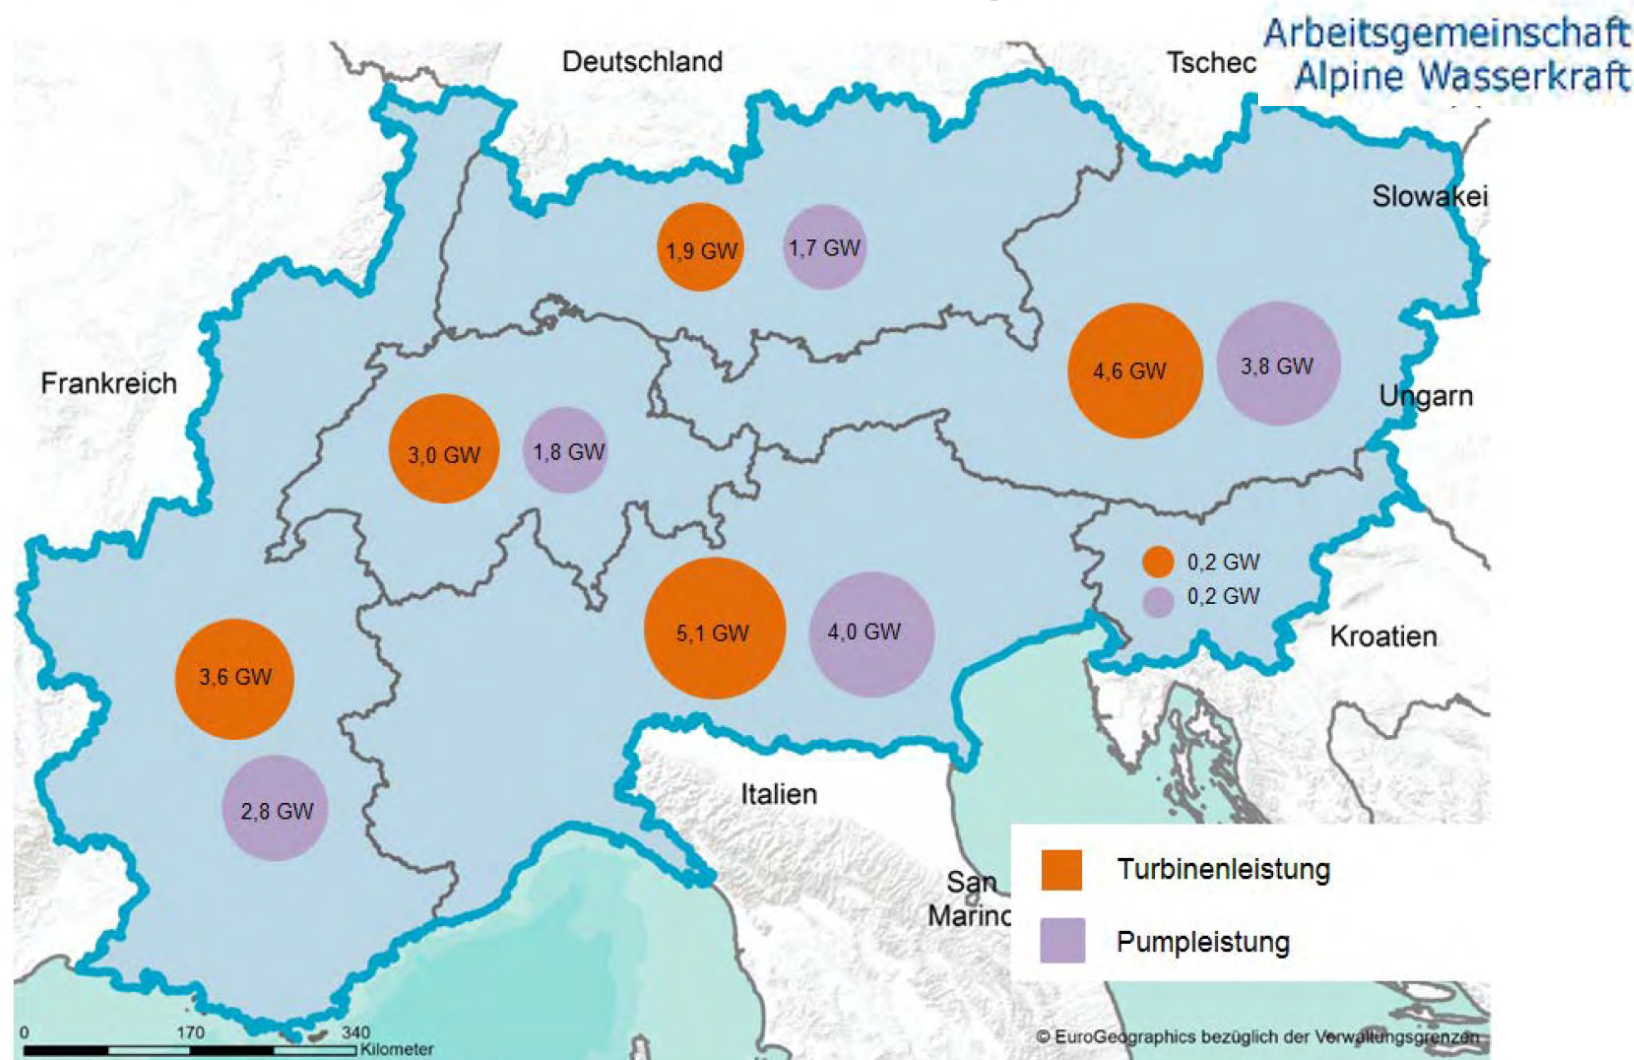 Arbeitsgemeinschaft
Alpine Wasserkraft
Deutschland
Tschec
Slowakei
1,9 GW
1,7 GW
Frankreich
4,6 GW
3,8 GW
Ungarn
3,0 GW
1,8 GW
0,2 GW
0,2 GW
5,1 GW
4,0 GW
Kroatien
3,6 GW
2,8 GW
Italien
San
Marino
Turbinenleistung
Pumpleistung
0 170 340
Kilometer
© EuroGeographics bezüglich der Verwaltungsgrenzen